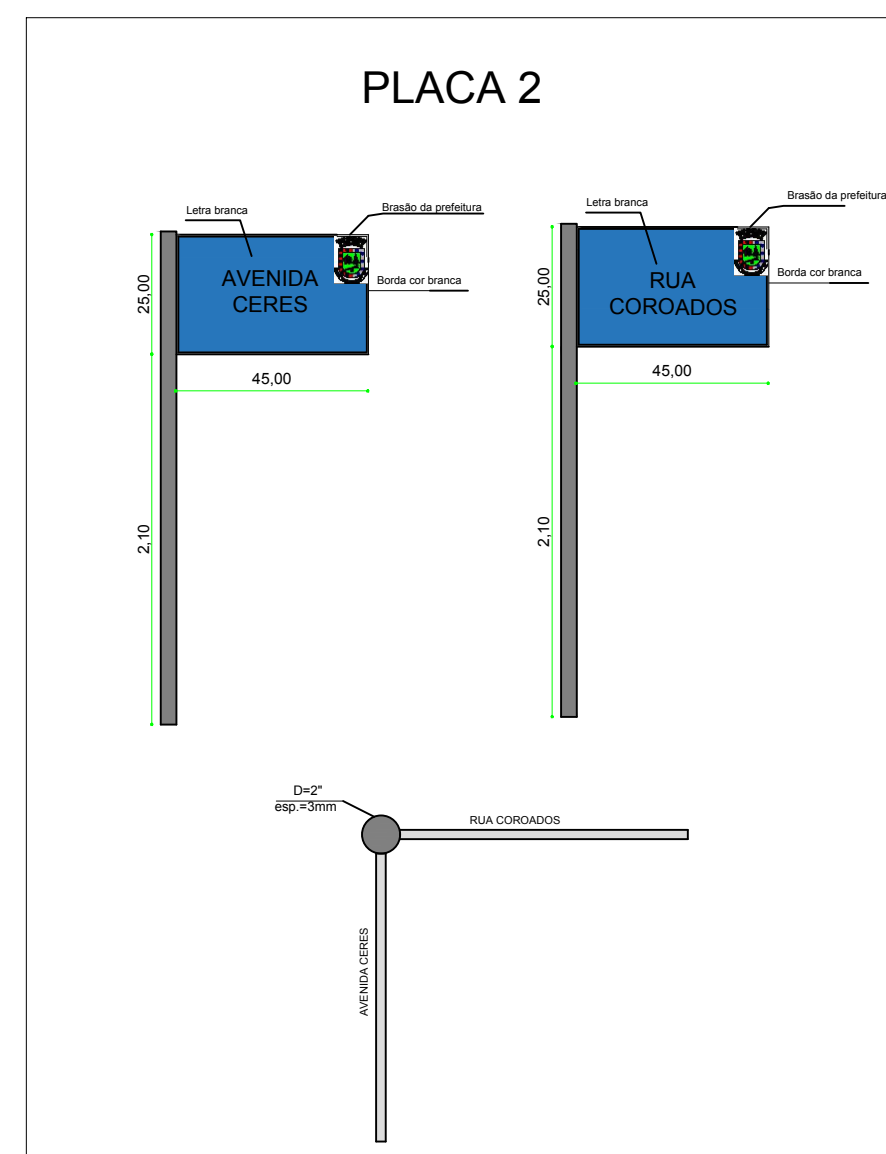 PLACA 2
Letra branca
Brasão da prefeitura
AVENIDA
CERES
Borda cor branca
25,00
45,00
2,10
Letra branca
Brasão da prefeitura
RUA
COROADOS
Borda cor branca
25,00
45,00
2,10
D=2"
esp.=3mm
RUA COROADOS
AVENIDA CERES